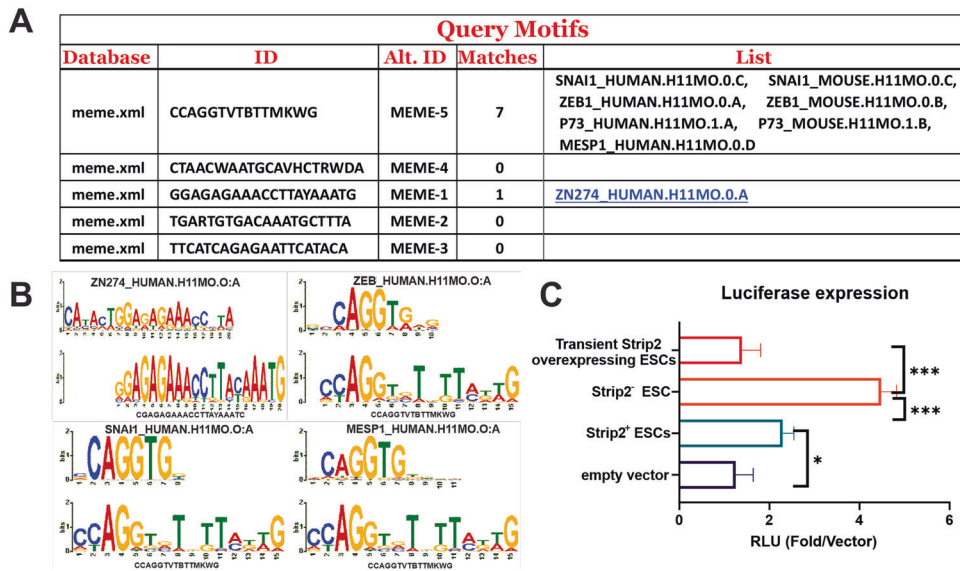 A
Query Motifs
Database ID Alt. ID Matches List
meme.xml CCAGGTVTBTTMKWG MEME-5 7
SNAI1_HUMAN.H11MO.0.C, SNAI1_MOUSE.H11MO.0.C,
ZEB1_HUMAN.H11MO.0.A, ZEB1_MOUSE.H11MO.0.B,
P73_HUMAN.H11MO.1.A, P73_MOUSE.H11MO.1.B,
MESP1_HUMAN.H11MO.0.D
meme.xml CTAACWAATGCAVHCTRWDA MEME-4 0
meme.xml GGAGAGAAACCTTAYAAATG MEME-1 1 ZN274_HUMAN.H11MO.0.A
meme.xml TGARTGTGACAAATGCTTTA MEME-2 0
meme.xml TTCATCAGAGAATTCATACA MEME-3 0
B
ZN274_HUMAN.H11MO.O:A
CGAGAGAAACCTTAYAAATC
ZEB_HUMAN.H11MO.O:A
CCAGGTVTBTTMKWG
SNAI1_HUMAN.H11MO.O:A
CCAGGTVTBTTMKWG
MESP1_HUMAN.H11MO.O:A
CCAGGTVTBTTMKWG
C
Luciferase expression
Transient Strip2
overexpressing ESCs
Strip2⁻ ESC
Strip2⁺ ESCs
empty vector
***
***
*
0 2 4 6
RLU (Fold/Vector)